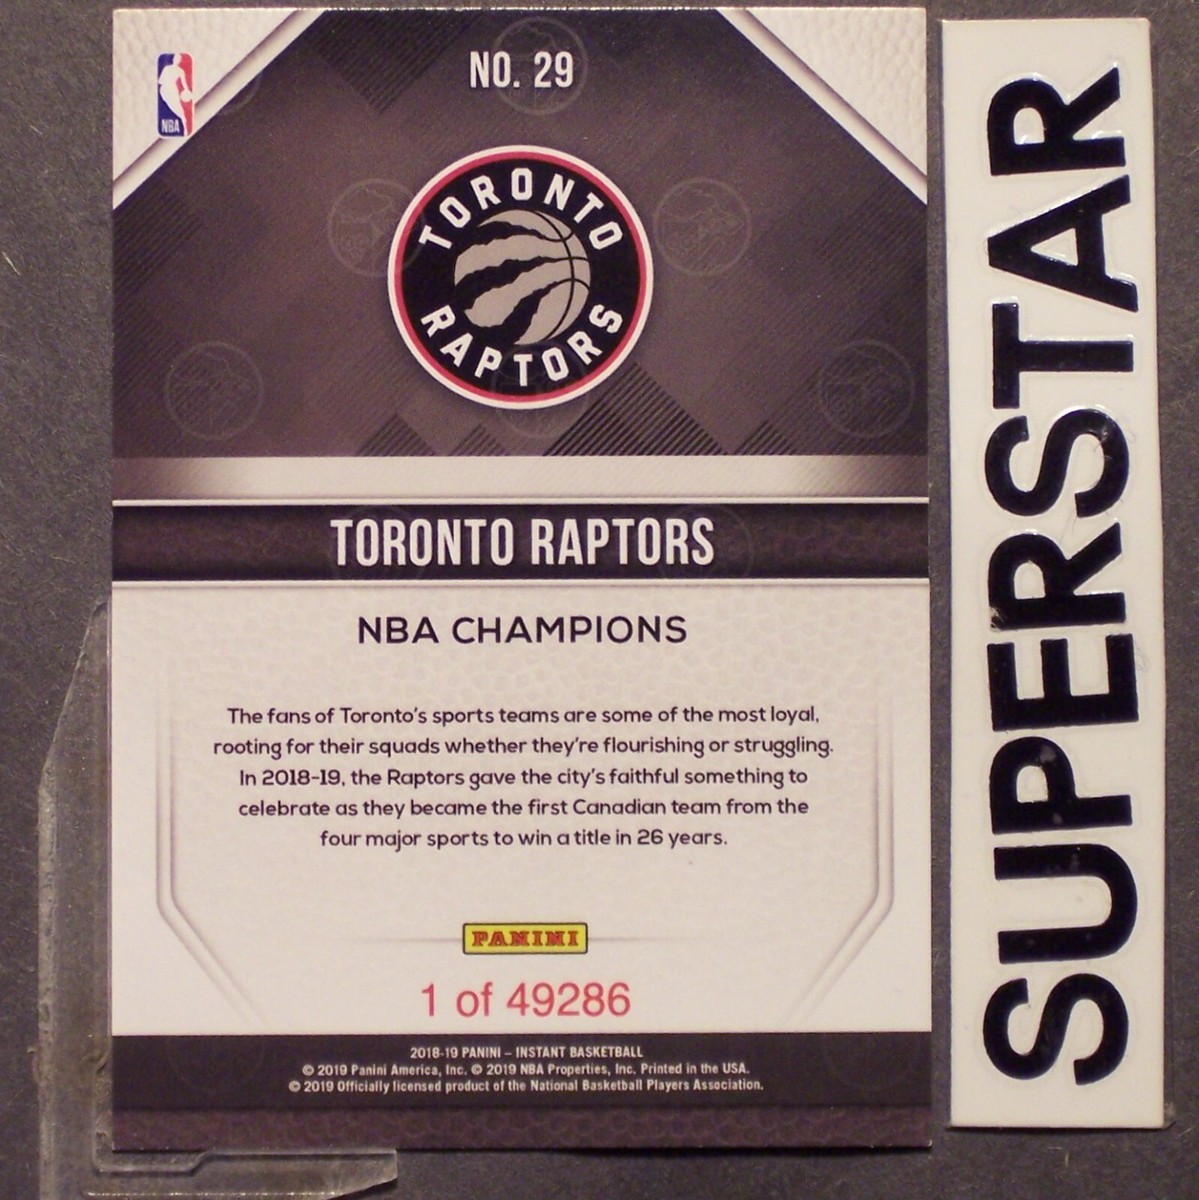 NO. 29
NBA
TORONTO
RAPTORS
TORONTO RAPTORS
NBA CHAMPIONS
The fans of Toronto's sports teams are some of the most loyal,
rooting for their squads whether they're flourishing or struggling.
In 2018-19, the Raptors gave the city's faithful something to
celebrate as they became the first Canadian team from the
four major sports to win a title in 26 years.
PANINI
1 of 49286
2018-19 PANINI – INSTANT BASKETBALL
© 2019 Panini America, Inc. © 2019 NBA Properties, Inc. Printed in the USA.
© 2019 Officially licensed product of the National Basketball Players Association.
SUPERSTAR